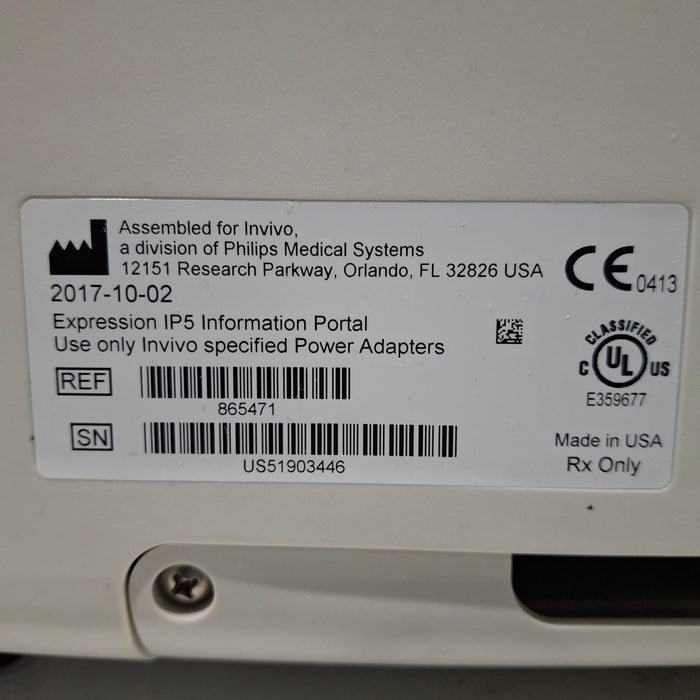 Assembled for Invivo,
a division of Philips Medical Systems
12151 Research Parkway, Orlando, FL 32826 USA
CE 0413
2017-10-02
Expression IP5 Information Portal
Use only Invivo specified Power Adapters
CLASSIFIED
C UL US
E359677
REF
865471
SN
US51903446
Made in USA
Rx Only